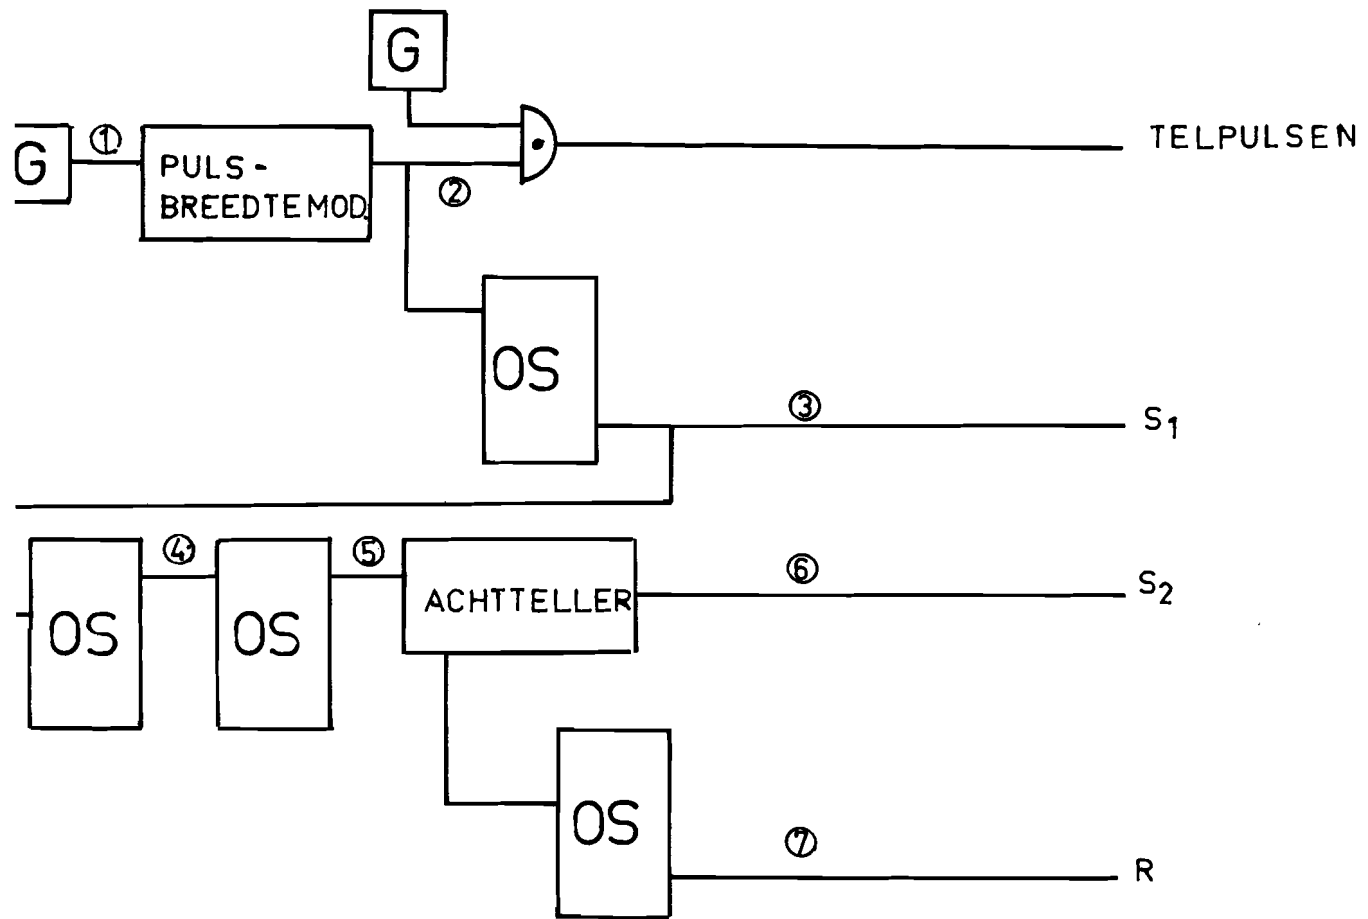 G
G
①
PULS-
BREEDTEMOD.
②
TELPULSEN
OS
③
S1
OS
④
OS
⑤
ACHTTELLER
⑥
S2
OS
⑦
R